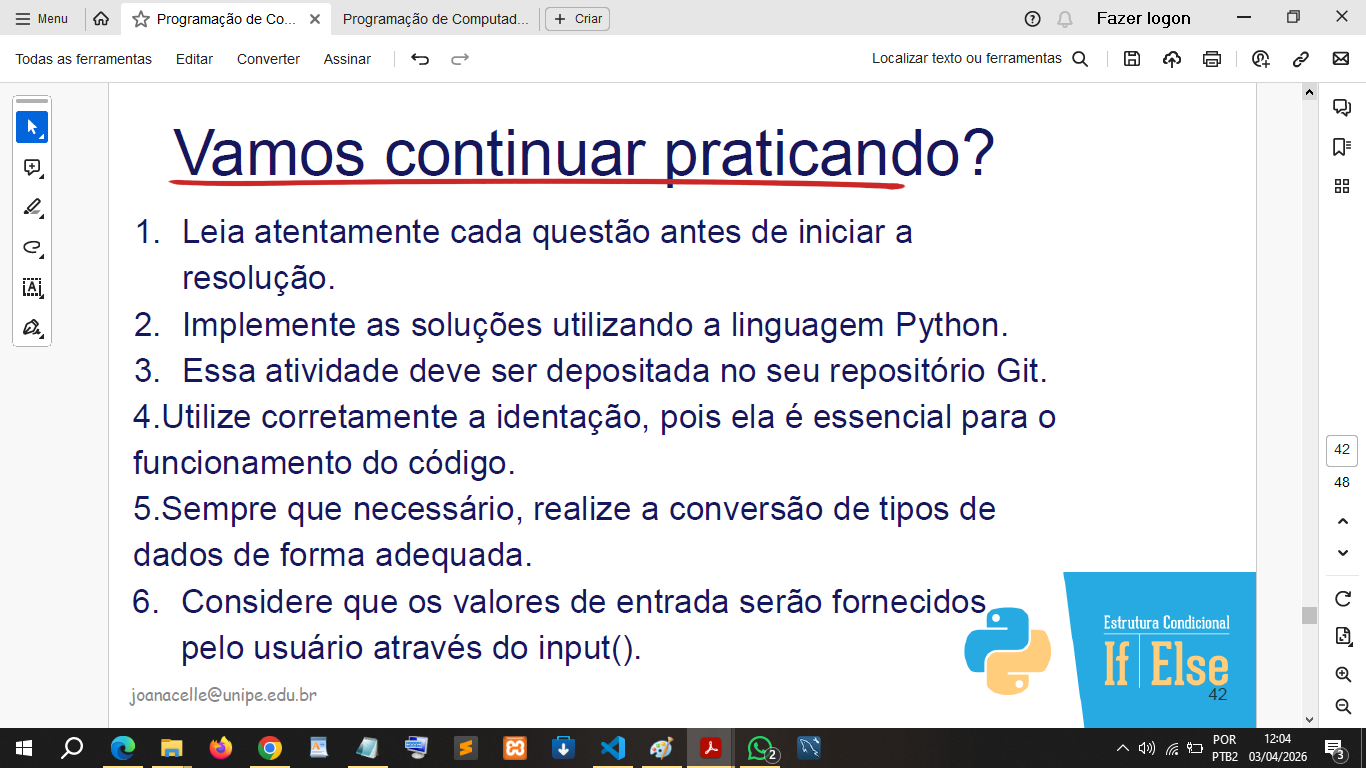 Menu
Programação de Co...
Programação de Computad...
Criar
Fazer logon
Todas as ferramentas
Editar
Converter
Assinar
Localizar texto ou ferramentas
Vamos continuar praticando?
1. Leia atentamente cada questão antes de iniciar a
resolução.
2. Implemente as soluções utilizando a linguagem Python.
3. Essa atividade deve ser depositada no seu repositório Git.
4.Utilize corretamente a identação, pois ela é essencial para o
funcionamento do código.
5.Sempre que necessário, realize a conversão de tipos de
dados de forma adequada.
6. Considere que os valores de entrada serão fornecidos
pelo usuário através do input().
joanacelle@unipe.edu.br
Estrutura Condicional
If Else
42
42
48
2
POR
PTB2
12:04
03/04/2026
3